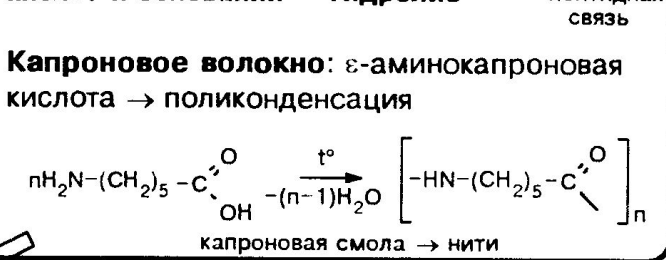 связь
Капроновое волокно: ε-аминокапроновая
кислота → поликонденсация
nH₂N–(CH₂)₅–C O OH t° –(n–1)H₂O [–HN–(CH₂)₅–C O ]n
капроновая смола → нити